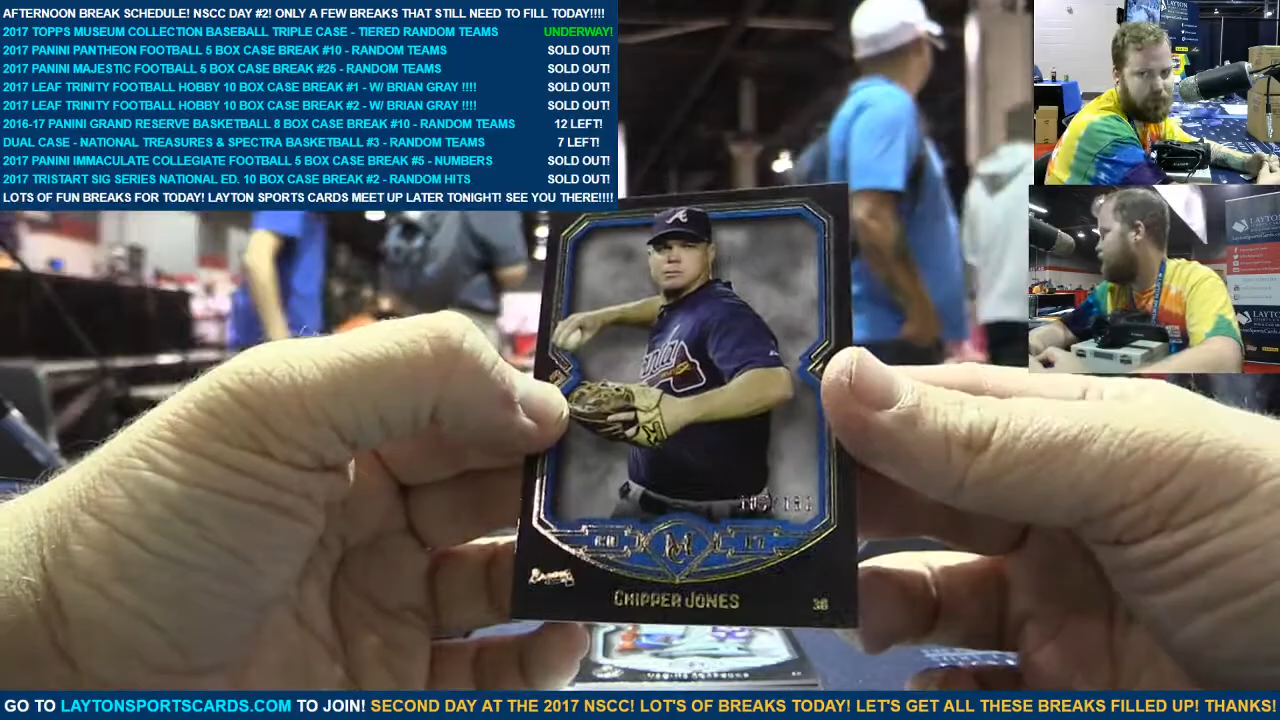 AFTERNOON BREAK SCHEDULE! NSCC DAY #2! ONLY A FEW BREAKS THAT STILL NEED TO FILL TODAY!!!!
2017 TOPPS MUSEUM COLLECTION BASEBALL TRIPLE CASE - TIERED RANDOM TEAMS UNDERWAY!
2017 PANINI PANTHEON FOOTBALL 5 BOX CASE BREAK #10 - RANDOM TEAMS SOLD OUT!
2017 PANINI MAJESTIC FOOTBALL 5 BOX CASE BREAK #25 - RANDOM TEAMS SOLD OUT!
2017 LEAF TRINITY FOOTBALL HOBBY 10 BOX CASE BREAK #1 - W/ BRIAN GRAY !!!! SOLD OUT!
2017 LEAF TRINITY FOOTBALL HOBBY 10 BOX CASE BREAK #2 - W/ BRIAN GRAY !!!! SOLD OUT!
2016-17 PANINI GRAND RESERVE BASKETBALL 8 BOX CASE BREAK #10 - RANDOM TEAMS 12 LEFT!
DUAL CASE - NATIONAL TREASURES & SPECTRA BASKETBALL #3 - RANDOM TEAMS 7 LEFT!
2017 PANINI IMMACULATE COLLEGIATE FOOTBALL 5 BOX CASE BREAK #5 - NUMBERS SOLD OUT!
2017 TRISTART SIG SERIES NATIONAL ED. 10 BOX CASE BREAK #2 - RANDOM HITS SOLD OUT!
LOTS OF FUN BREAKS FOR TODAY! LAYTON SPORTS CARDS MEET UP LATER TONIGHT! SEE YOU THERE!!!!
LAYTON
A
20 M 17
Braves
CHIPPER JONES
GO TO LAYTONSPORTSCARDS.COM TO JOIN! SECOND DAY AT THE 2017 NSCC! LOT'S OF BREAKS TODAY! LET'S GET ALL THESE BREAKS FILLED UP! THANKS!